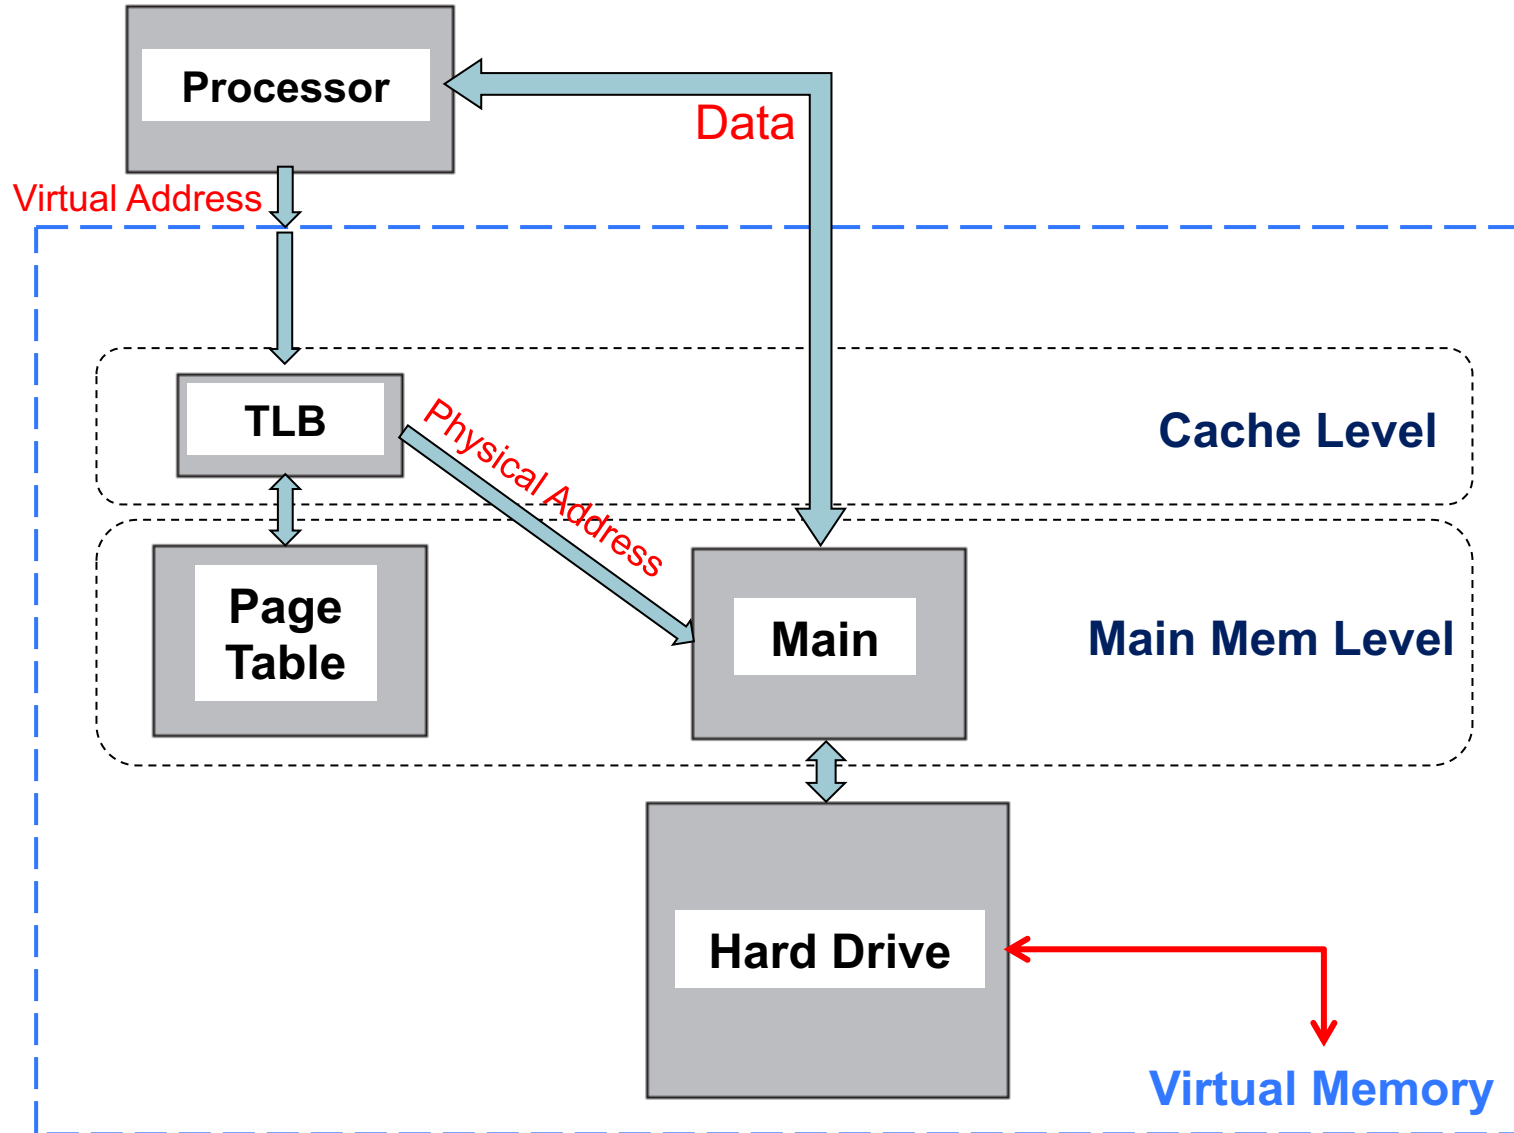 Processor
Data
Virtual Address
TLB
Physical Address
Cache Level
Page
Table
Main
Main Mem Level
Hard Drive
Virtual Memory